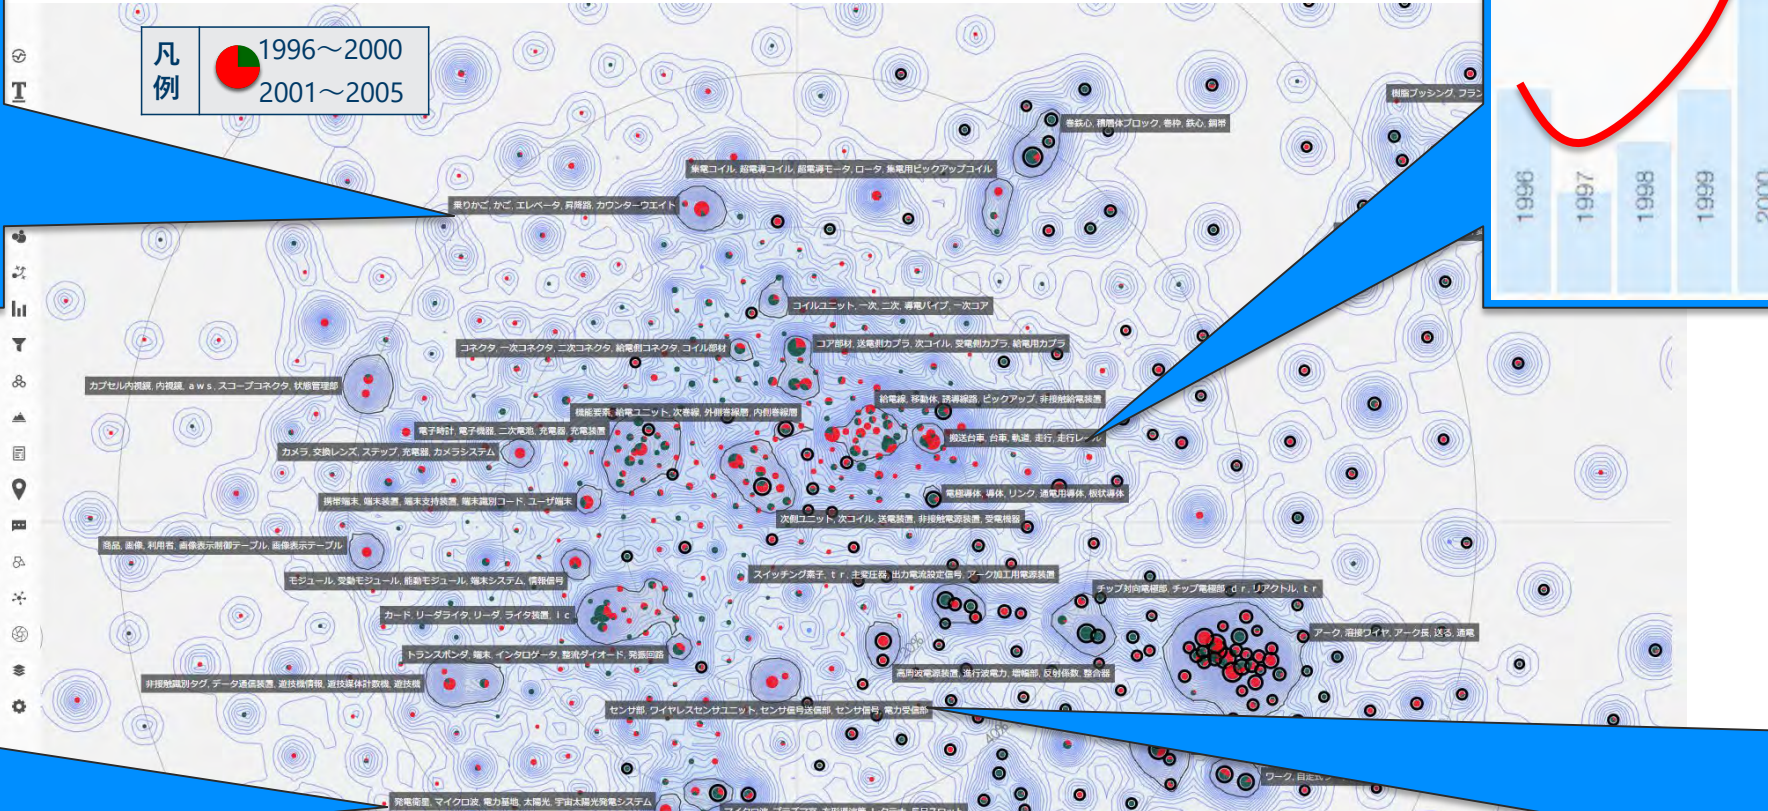 凡例
1996～2000
2001～2005
樹脂ブッシング, フラン
巻鉄心, 積層体ブロック, 巻枠, 鉄心, 鋼帯
集電コイル, 超電導コイル, 超電導モータ, ロータ, 集電用ピックアップコイル
乗りかご, かご, エレベータ, 昇降路, カウンターウエイト
1996
1997
1998
1999
2000
コイルユニット, 一次, 二次, 導電パイプ, 一次コア
コネクタ, 一次コネクタ, 二次コネクタ, 給電側コネクタ, コイル部材
コア部材, 送電側カプラ, 次コイル, 受電側カプラ, 給電用カプラ
カプセル内視鏡, 内視鏡, aws, スコープコネクタ, 状態管理部
給電線, 移動体, 誘導線路, ピックアップ, 非接触給電装置
機能要素, 給電ユニット, 次巻線, 外側巻線層, 内側巻線層
電子時計, 電子機器, 二次電池, 充電器, 充電装置
搬送台車, 台車, 軌道, 走行, 走行レール
カメラ, 交換レンズ, ステップ, 充電器, カメラシステム
携帯端末, 端末装置, 端末支持装置, 端末識別コード, ユーザ端末
電極導体, 導体, リンク, 通電用導体, 板状導体
次側ユニット, 次コイル, 送電装置, 非接触電源装置, 受電機器
商品, 画像, 利用者, 画像表示制御テーブル, 画像表示テーブル
モジュール, 受動モジュール, 能動モジュール, 端末システム, 情報信号
スイッチング素子, tr, 主変圧器, 出力電流設定信号, アーク加工用電源装置
チップ対向電極部, チップ電極部, dr, リアクトル, tr
カード, リーダライタ, リーダ, ライタ装置, ic
アーク, 溶接ワイヤ, アーク長, 送る, 通電
トランスポンダ, 端末, インタロゲータ, 整流ダイオード, 発振回路
高周波電源装置, 進行波電力, 増幅部, 反射係数, 整合器
非接触識別タグ, データ通信装置, 遊技機情報, 遊技媒体計数機, 遊技機
センサ部, ワイヤレスセンサユニット, センサ信号送信部, センサ信号, 電力受信部
400%
ワーク, 自走
発電衛星, マイクロ波, 電力基地, 太陽光, 宇宙太陽光発電システム